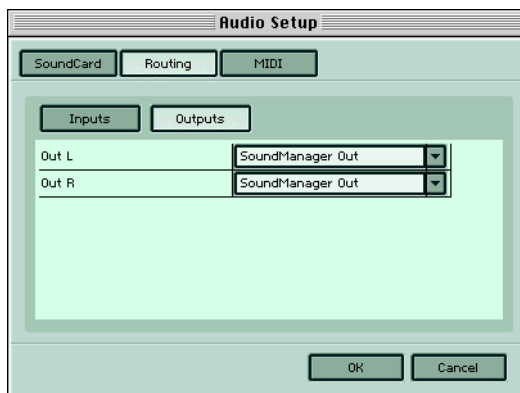 Audio Setup
SoundCard Routing MIDI
Inputs Outputs
Out L SoundManager Out
Out R SoundManager Out
OK Cancel